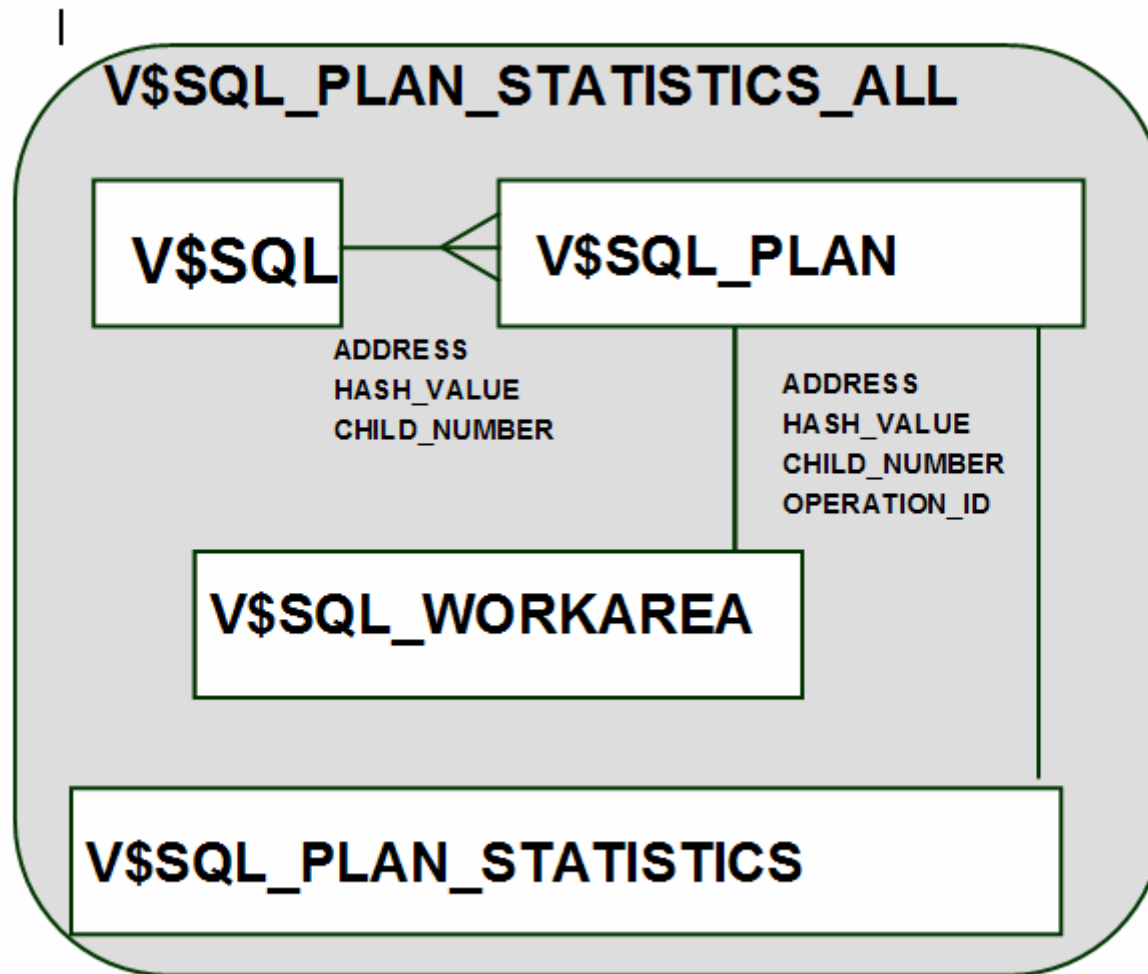 V$SQL_PLAN_STATISTICS_ALL
V$SQL
V$SQL_PLAN
ADDRESS
HASH_VALUE
CHILD_NUMBER
ADDRESS
HASH_VALUE
CHILD_NUMBER
OPERATION_ID
V$SQL_WORKAREA
V$SQL_PLAN_STATISTICS